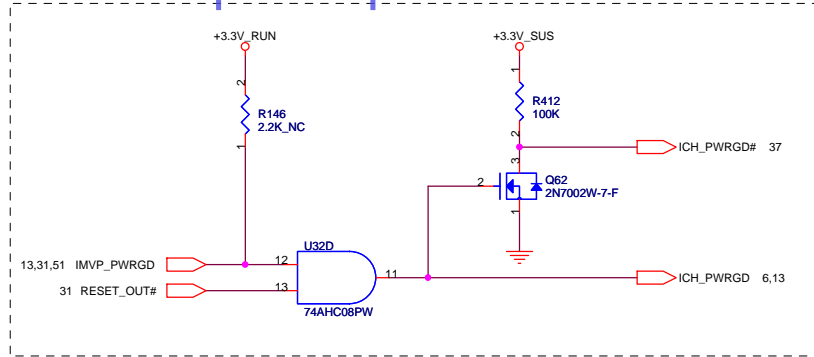 +3.3V_RUN
+3.3V_SUS
2
R146
2.2K_NC
1
1
R412
100K
2
ICH_PWRGD# 37
3
2
Q62
2N7002W-7-F
1
U32D
13,31,51 IMVP_PWRGD
12
11
ICH_PWRGD 6,13
31 RESET_OUT#
13
74AHC08PW